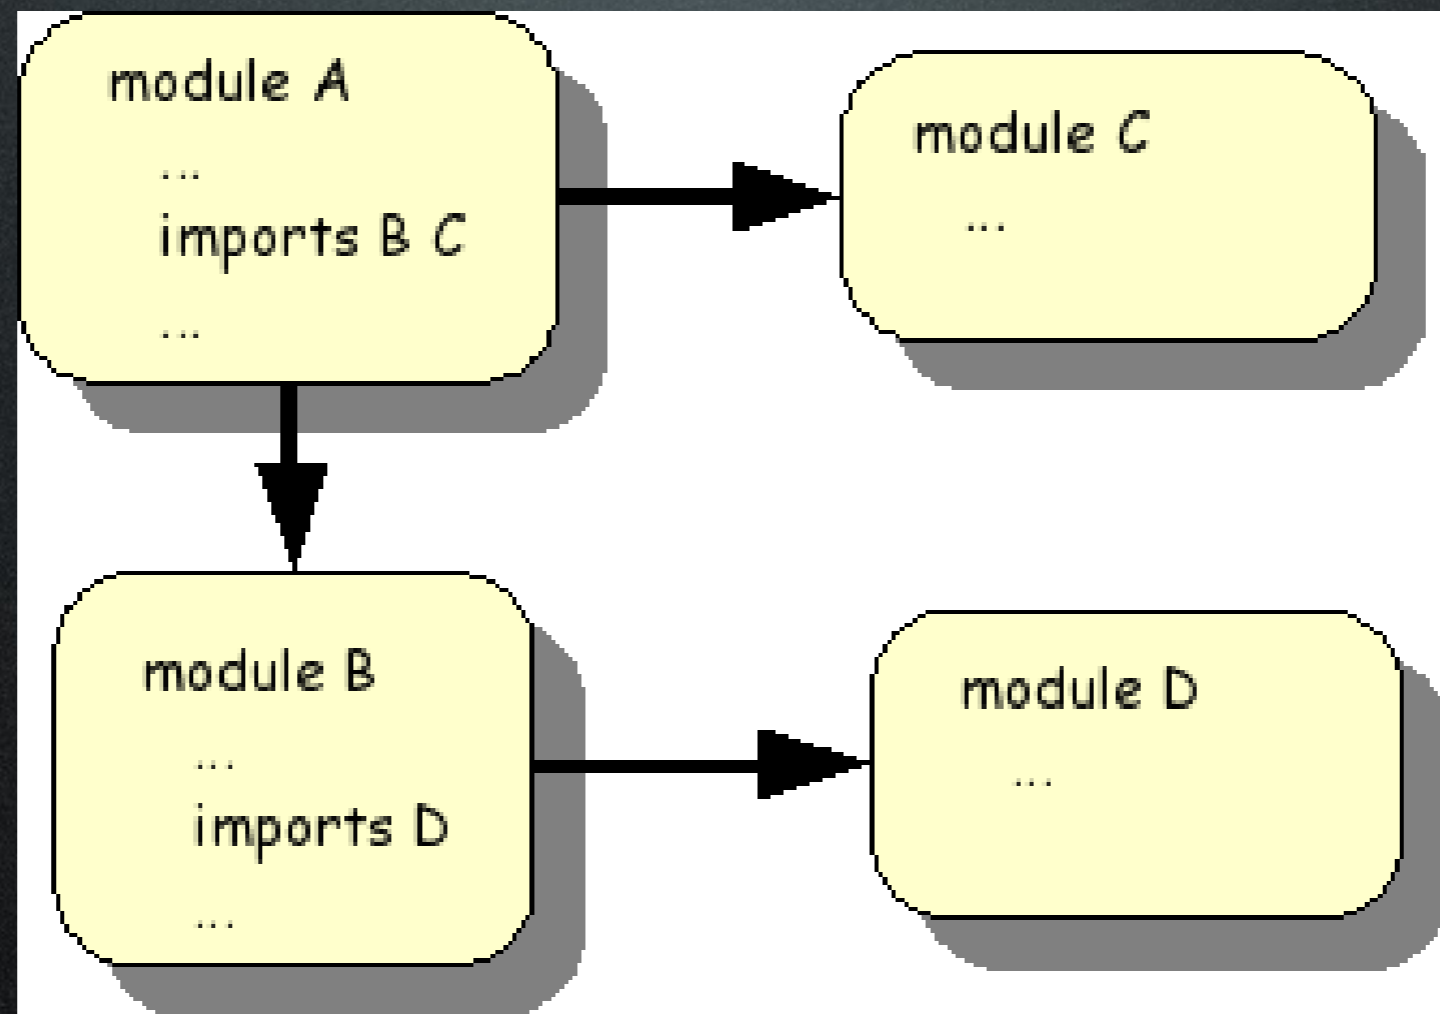 module A
...
imports B C
...
module C
...
module B
...
imports D
...
module D
...